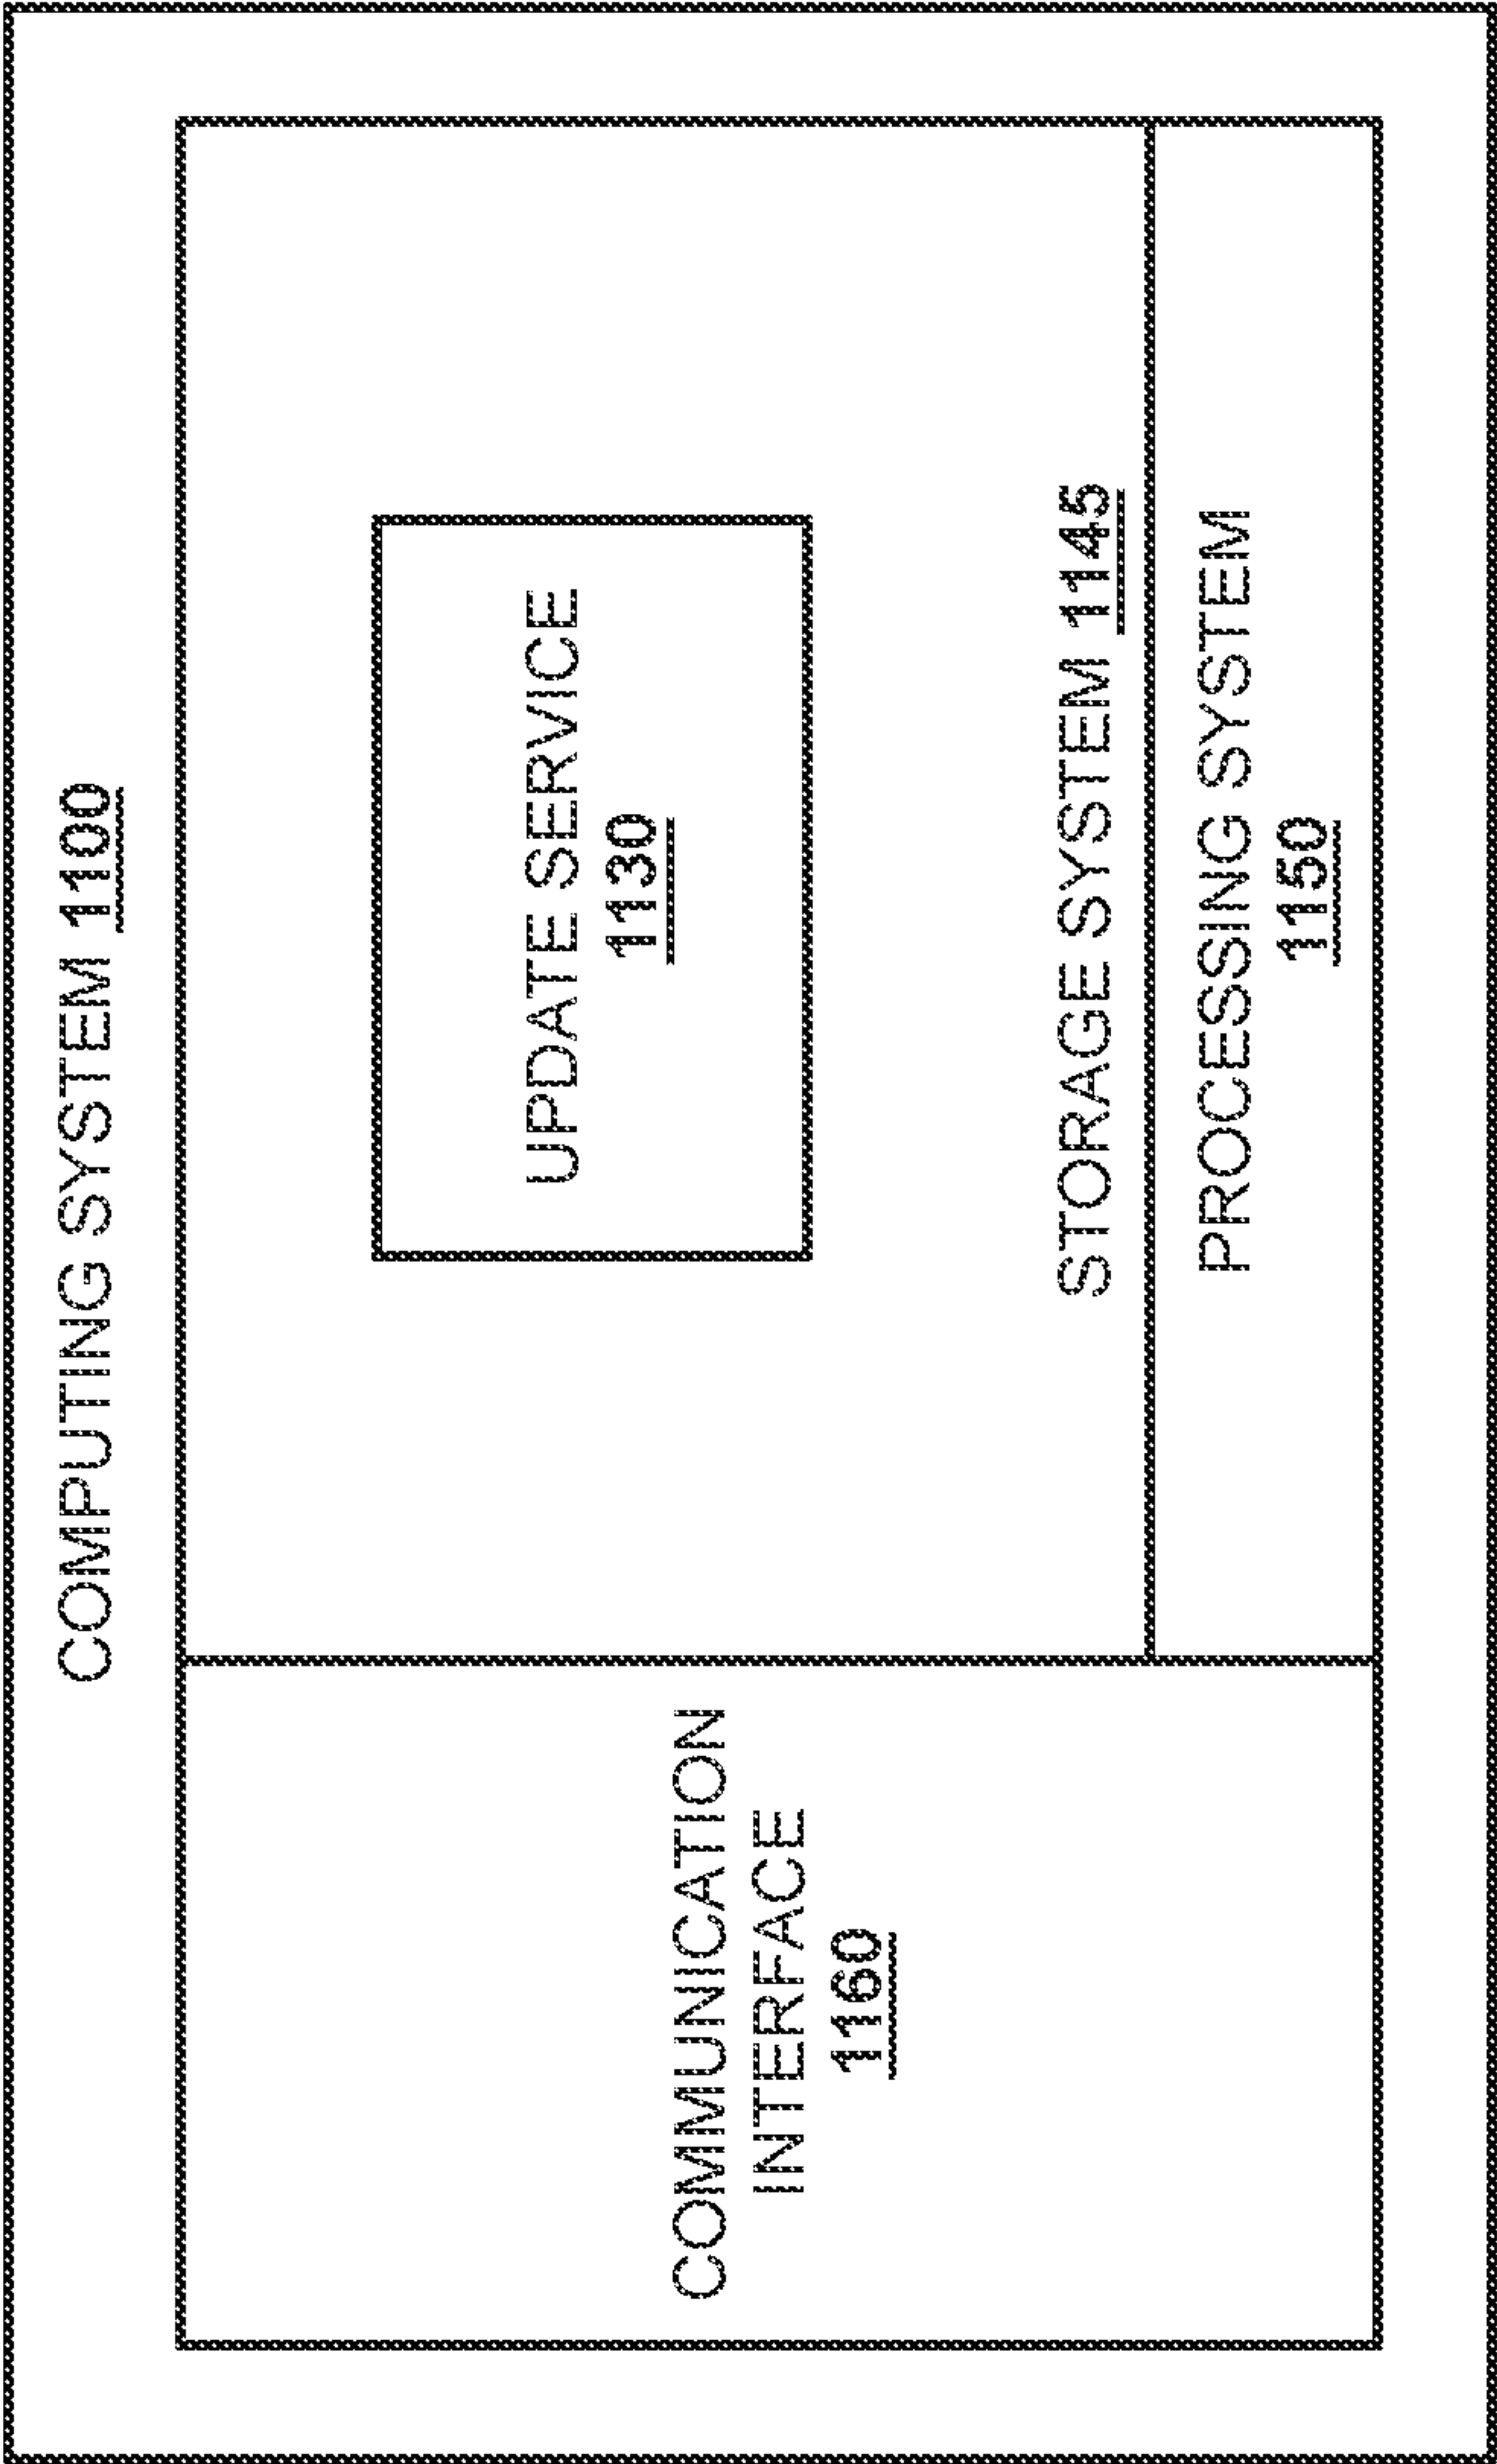 COMPUTING SYSTEM 1100
COMMUNICATION
INTERFACE
1160
UPDATE SERVICE
1130
STORAGE SYSTEM 1145
PROCESSING SYSTEM
1150